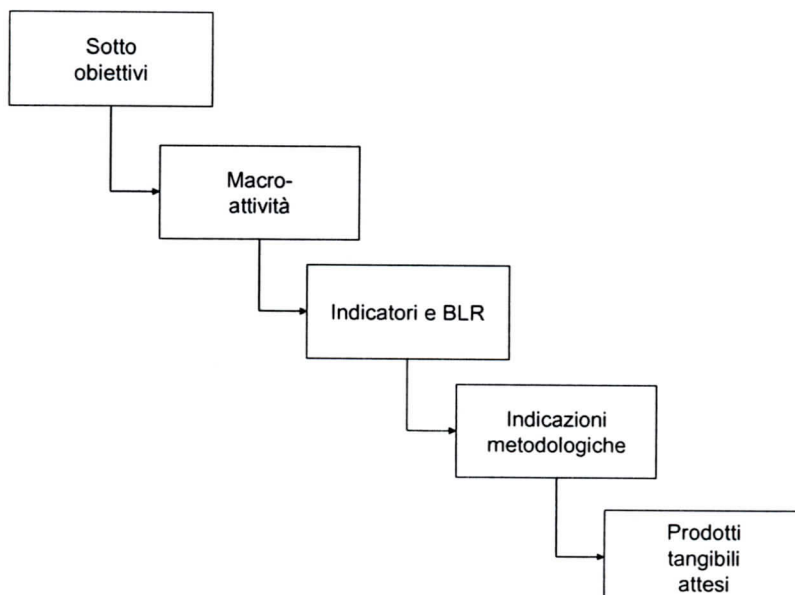 Sotto
obiettivi
Macro-
attività
Indicatori e BLR
Indicazioni
metodologiche
Prodotti
tangibili
attesi